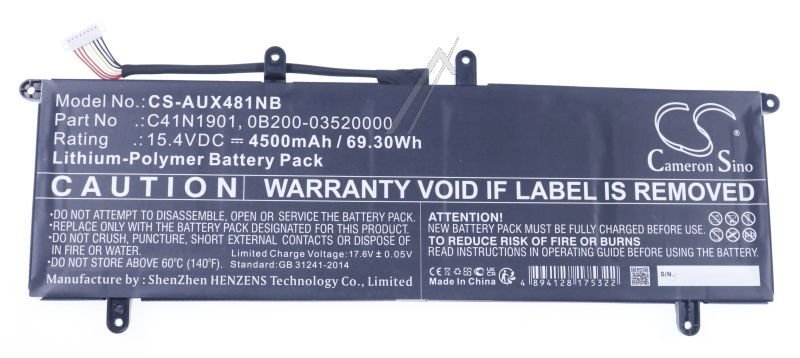 Model No.: CS-AUX481NB
Part No : C41N1901, 0B200-03520000
Rating : 15.4VDC ⎓ 4500mAh / 69.30Wh
Lithium-Polymer Battery Pack
CS
Cameron Sino
CAUTION
WARRANTY VOID IF LABEL IS REMOVED
•DO NOT ATTEMPT TO DISASSEMBLE, OPEN OR SERVICE THE BATTERY PACK.
•REPLACE ONLY WITH THE BATTERY PACK DESIGNATED FOR THIS PRODUCT.
•DO NOT CRUSH, PUNCTURE, SHORT EXTERNAL CONTACTS OR DISPOSE OF
IN FIRE OR WATER.
Limited Charge Voltage:17.6V ± 0.05V
•DO NOT STORE ABOVE 60°C (140°F).
Standard:GB 31241-2014
Manufacture by : ShenZhen HENZENS Technology Co.,Ltd.
ATTENTION!
NEW BATTERY PACK MUST BE FULLY CHARGED BEFORE USE
TO REDUCE RISK OF FIRE OR BURNS
READ INSTRUCTIONS IN OPERATING GUIDE BEFORE USING BATTERY.
Made In China
4 894128 175322
S/N.: